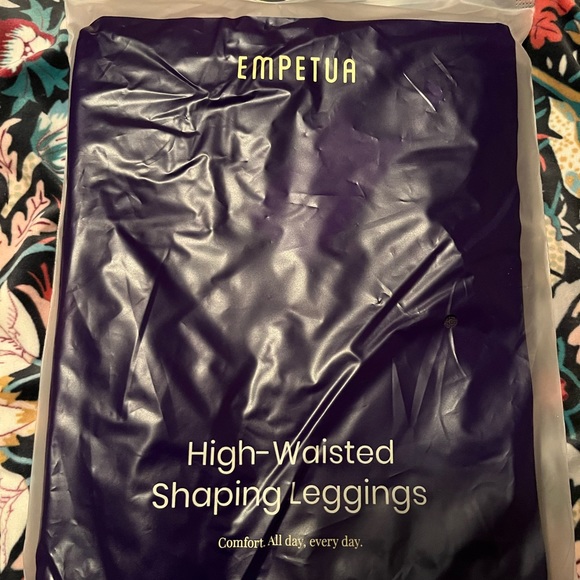 EMPETUA
High-Waisted
Shaping Leggings
Comfort. All day, every day.